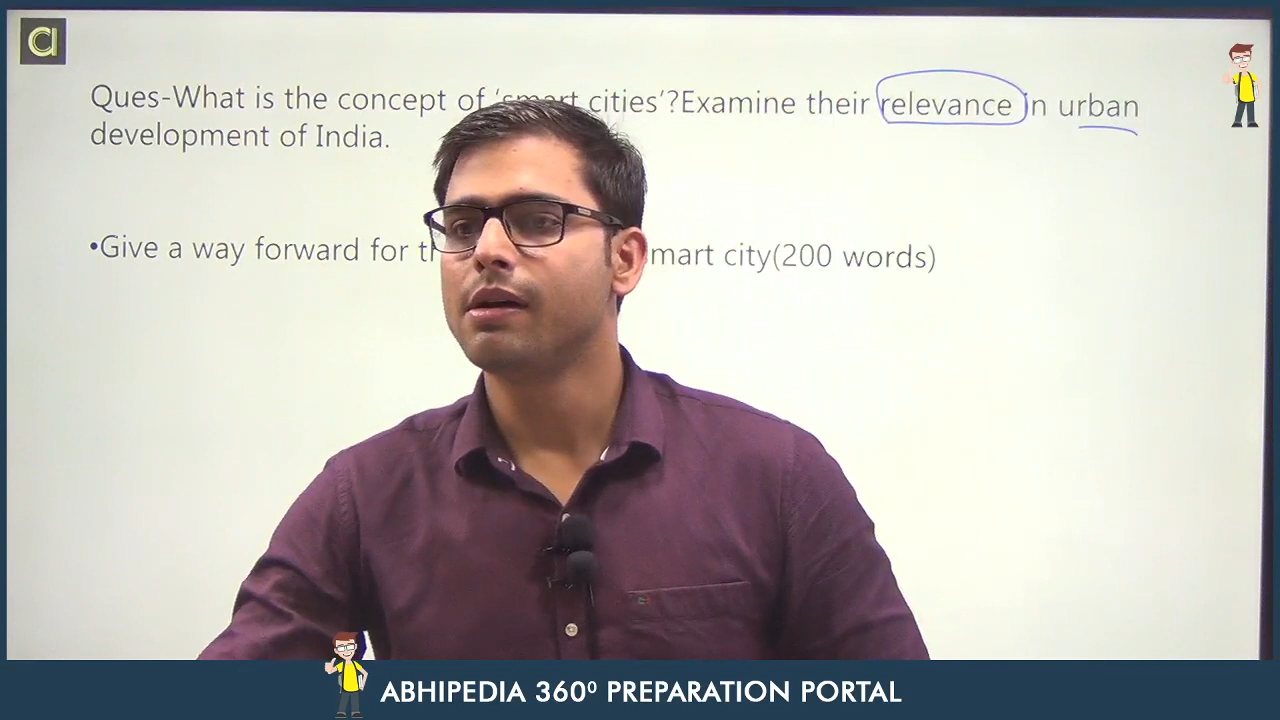 Ques-What is the concept of ‘smart cities’?Examine their relevance in urban
development of India.
•Give a way forward for smart city(200 words)
ABHIPEDIA 360⁰ PREPARATION PORTAL